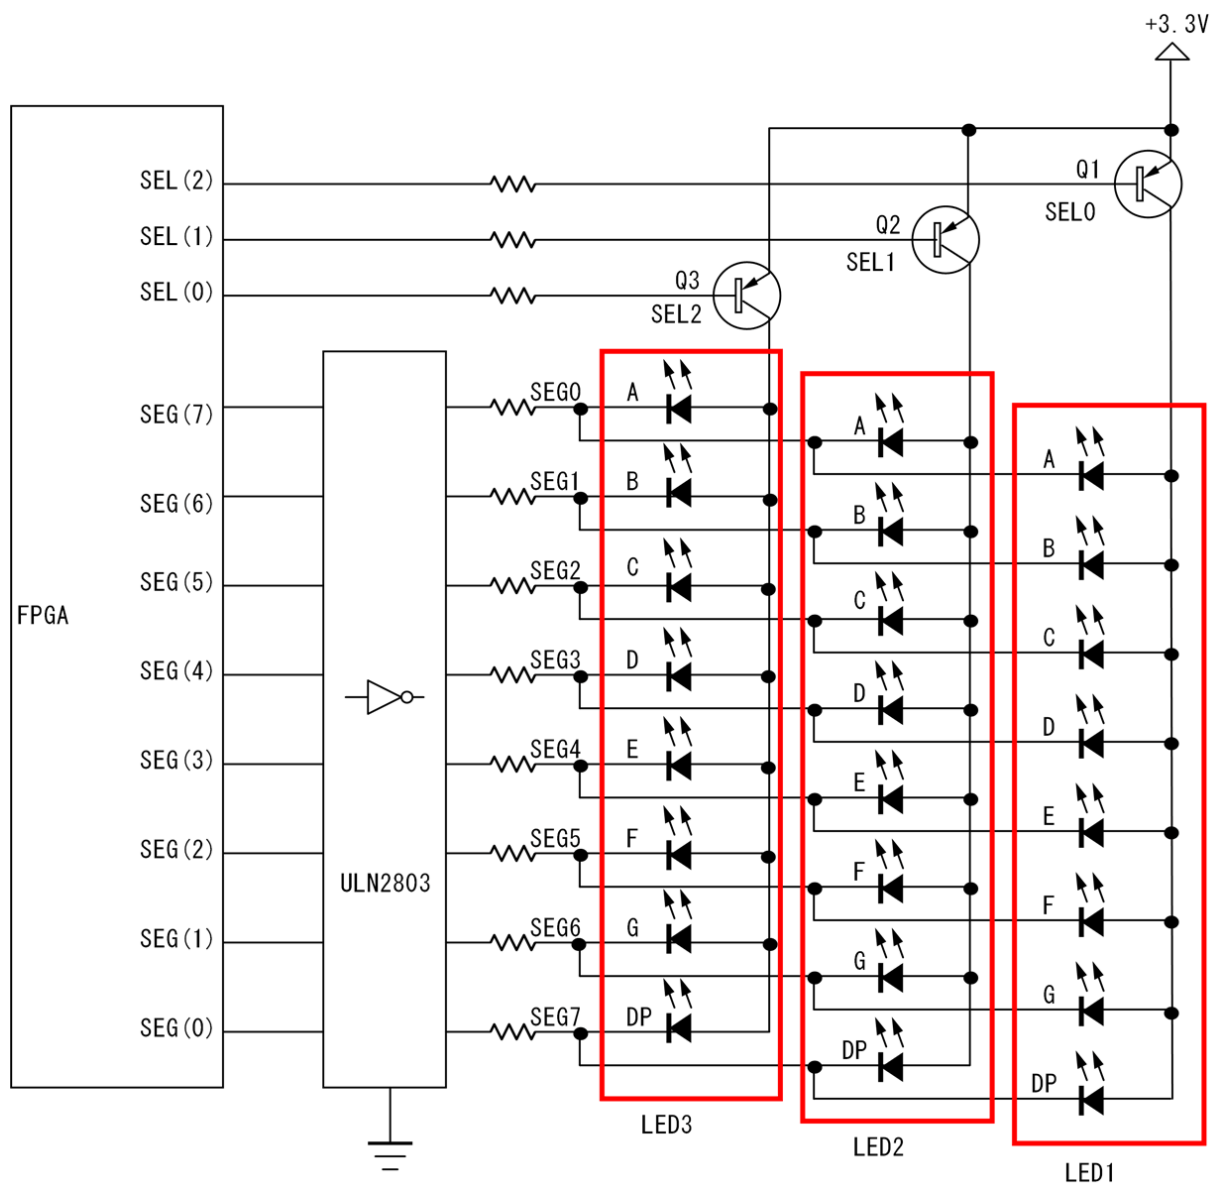 +3.3V
SEL(2)
Q1
SEL0
SEL(1)
Q2
SEL1
SEL(0)
Q3
SEL2
SEG(7)
SEG0
A
A
A
SEG(6)
SEG1
B
B
B
SEG(5)
SEG2
C
C
C
FPGA
SEG(4)
SEG3
D
D
D
SEG(3)
SEG4
E
E
E
SEG(2)
SEG5
F
F
F
ULN2803
SEG(1)
SEG6
G
G
G
SEG(0)
SEG7
DP
DP
DP
LED3
LED2
LED1